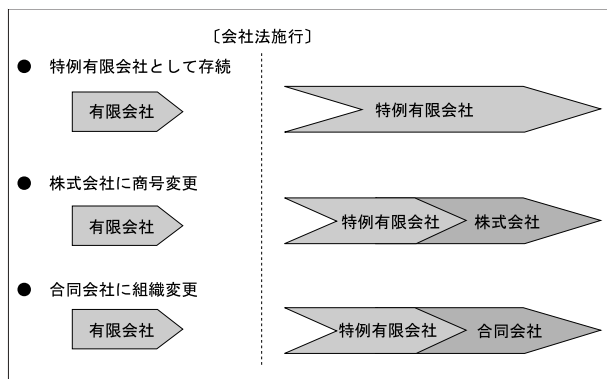 〔会社法施行〕
● 特例有限会社として存続
有限会社
特例有限会社
● 株式会社に商号変更
有限会社
特例有限会社
株式会社
● 合同会社に組織変更
有限会社
特例有限会社
合同会社